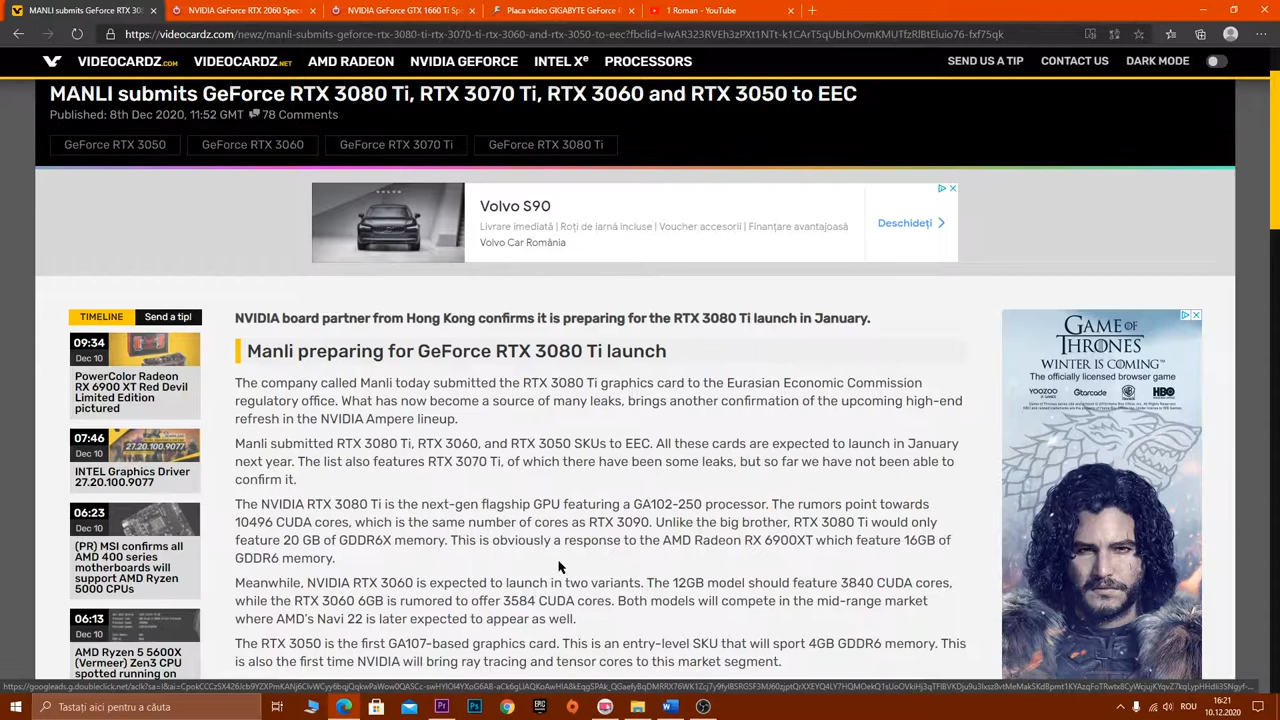 MANLI submits GeForce RTX 308
NVIDIA GeForce RTX 2060 Specs
NVIDIA GeForce GTX 1660 Ti Sp
Placa video GIGABYTE GeForce R
1 Roman - YouTube
https://videocardz.com/newz/manli-submits-geforce-rtx-3080-ti-rtx-3070-ti-rtx-3060-and-rtx-3050-to-eec?fbclid=
VIDEOCARDZ.COM VIDEOCARDZ.NET AMD RADEON NVIDIA GEFORCE INTEL Xe PROCESSORS SEND US A TIP CONTACT US DARK MODE
MANLI submits GeForce RTX 3080 Ti, RTX 3070 Ti, RTX 3060 and RTX 3050 to EEC
Published: 8th Dec 2020, 11:52 GMT 78 Comments
GeForce RTX 3050 GeForce RTX 3060 GeForce RTX 3070 Ti GeForce RTX 3080 Ti
VOLVO
Volvo S90
Livrare imediată | Roți de iarnă incluse | Voucher accesorii | Finanțare avantajoasă
Volvo Car România
Deschideți
TIMELINE Send a tip!
09:34
Dec 10
PowerColor Radeon
RX 6900 XT Red Devil
Limited Edition
pictured
07:46
Dec 10
27.20.100.9077
INTEL Graphics Driver
27.20.100.9077
06:23
Dec 10
(PR) MSI confirms all
AMD 400 series
motherboards will
support AMD Ryzen
5000 CPUs
06:13
Dec 10
AMD Ryzen 5 5600X
(Vermeer) Zen3 CPU
spotted running on
NVIDIA board partner from Hong Kong confirms it is preparing for the RTX 3080 Ti launch in January.
Manli preparing for GeForce RTX 3080 Ti launch
The company called Manli today submitted the RTX 3080 Ti graphics card to the Eurasian Economic Commission
regulatory office. What has now become a source of many leaks, brings another confirmation of the upcoming high-end
refresh in the NVIDIA Ampert lineup.
Manli submitted RTX 3080 Ti, RTX 3060, and RTX 3050 SKUs to EEC. All these cards are expected to launch in January
next year. The list also features RTX 3070 Ti, of which there have been some leaks, but so far we have not been able to
confirm it.
The NVIDIA RTX 3080 Ti is the next-gen flagship GPU featuring a GA102-250 processor. The rumors point towards
10496 CUDA cores, which is the same number of cores as RTX 3090. Unlike the big brother, RTX 3080 Ti would only
feature 20 GB of GDDR6X memory. This is obviously a response to the AMD Radeon RX 6900XT which feature 16GB of
GDDR6 memory.
Meanwhile, NVIDIA RTX 3060 is expected to launch in two variants. The 12GB model should feature 3840 CUDA cores,
while the RTX 3060 6GB is rumored to offer 3584 CUDA cores. Both models will compete in the mid-range market
where AMD's Navi 22 is later expected to appear as well.
The RTX 3050 is the first GA107-based graphics card. This is an entry-level SKU that will sport 4GB GDDR6 memory. This
is also the first time NVIDIA will bring ray tracing and tensor cores to this market segment.
GAME OF
THRONES
WINTER IS COMING™
The officially licensed browser game
YOOZOO GAMES Gtarcade HBO
Tastați aici pentru a căuta
EPIC
Pr
Ps
W
ROU
16:21
10.12.2020